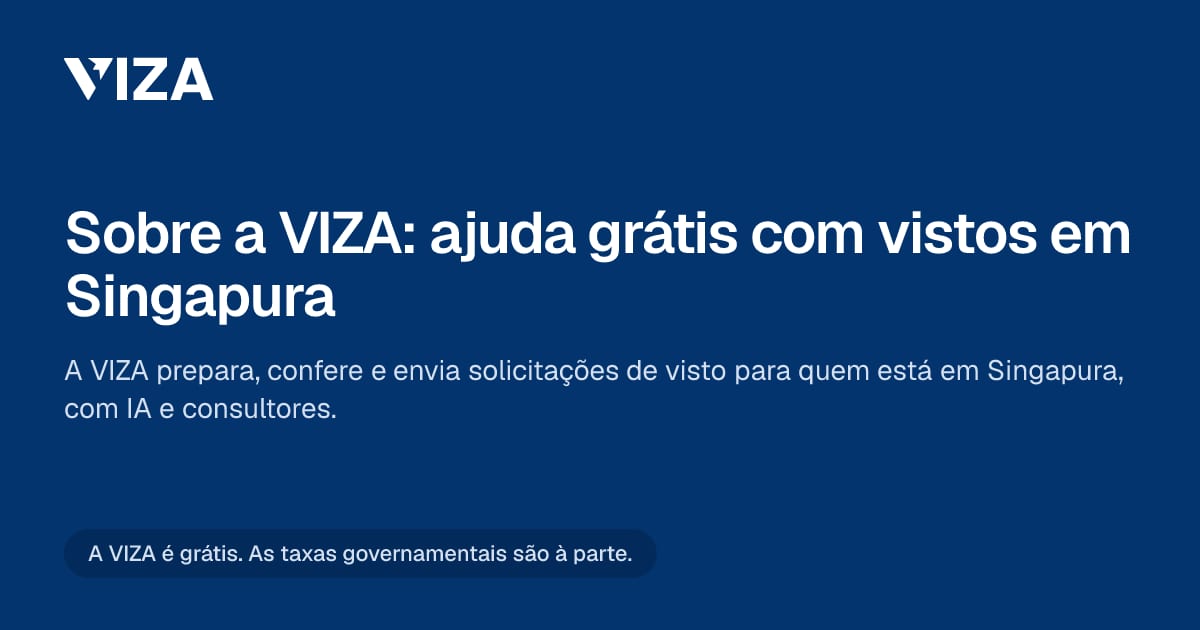 VIZA
Sobre a VIZA: ajuda grátis com vistos em
Singapura
A VIZA prepara, confere e envia solicitações de visto para quem está em Singapura,
com IA e consultores.
A VIZA é grátis. As taxas governamentais são à parte.